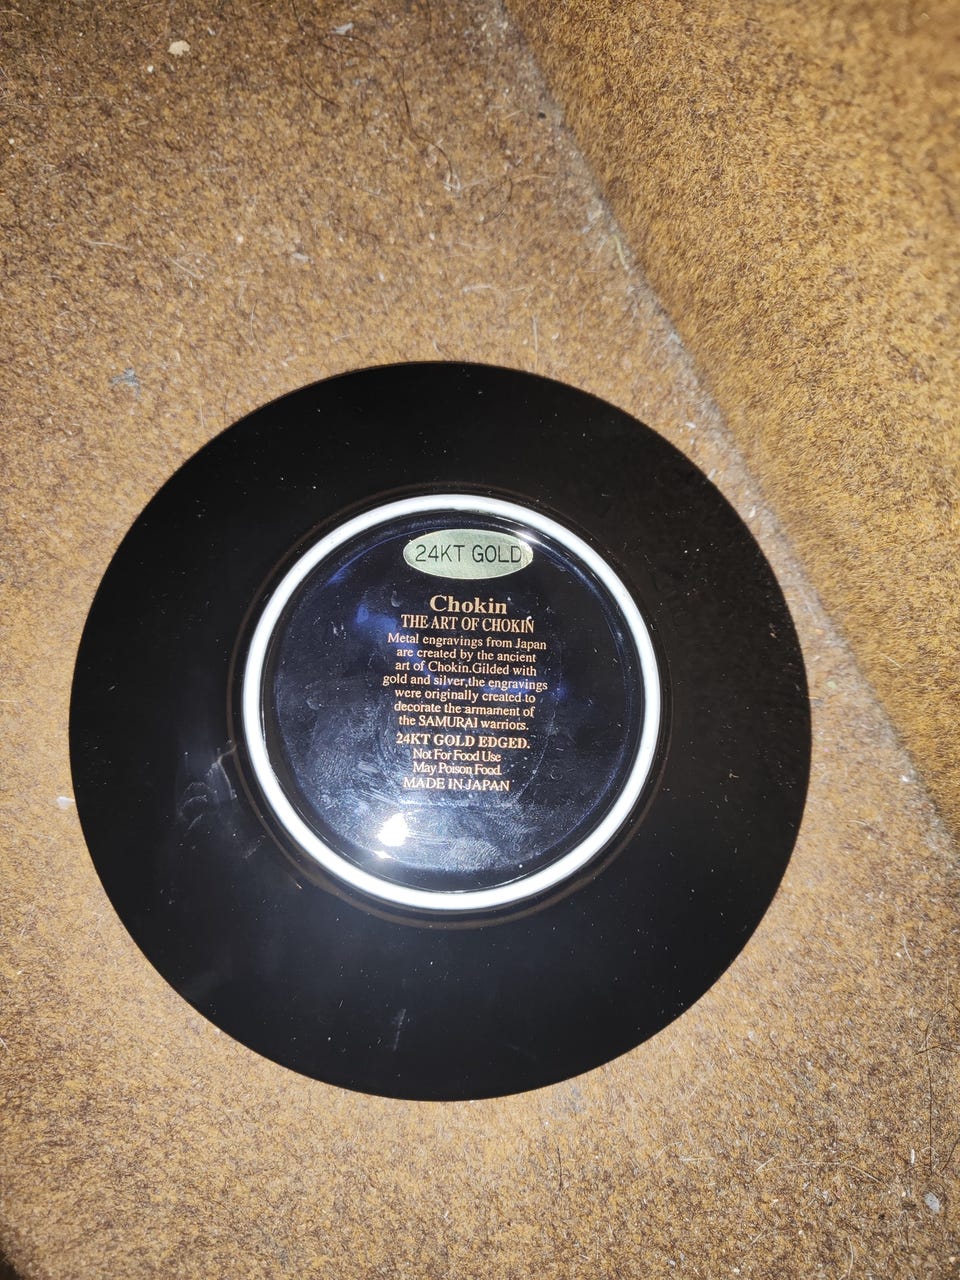 24KT GOLD
Chokin
THE ART OF CHOKIN
Metal engravings from Japan
are created by the ancient
art of Chokin.Gilded with
gold and silver,the engravings
were originally created to
decorate the armament of
the SAMURAI warriors.
24KT GOLD EDGED.
Not For Food Use
May Poison Food.
MADE IN JAPAN